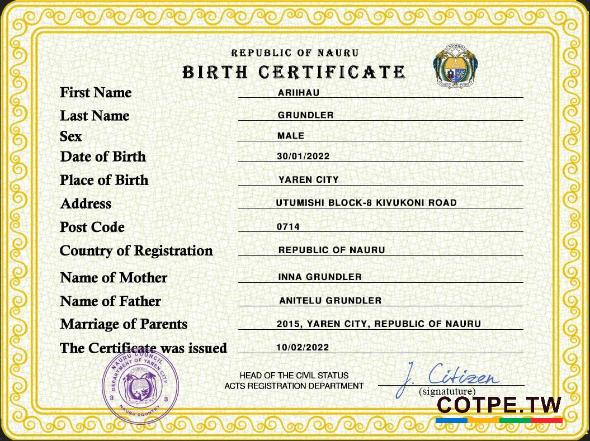 REPUBLIC OF NAURU
BIRTH CERTIFICATE
First Name ARIIHAU
Last Name GRUNDLER
Sex MALE
Date of Birth 30/01/2022
Place of Birth YAREN CITY
Address UTUMISHI BLOCK-8 KIVUKONI ROAD
Post Code 0714
Country of Registration REPUBLIC OF NAURU
Name of Mother INNA GRUNDLER
Name of Father ANITELU GRUNDLER
Marriage of Parents 2015, YAREN CITY, REPUBLIC OF NAURU
The Certificate was issued 10/02/2022
NAURU COUNCIL
DEPARTMENT OF YAREN CITY
NAURU COUNTRY
HEAD OF THE CIVIL STATUS
ACTS REGISTRATION DEPARTMENT
J. Citizen
(signatuture)
COTPE.TW